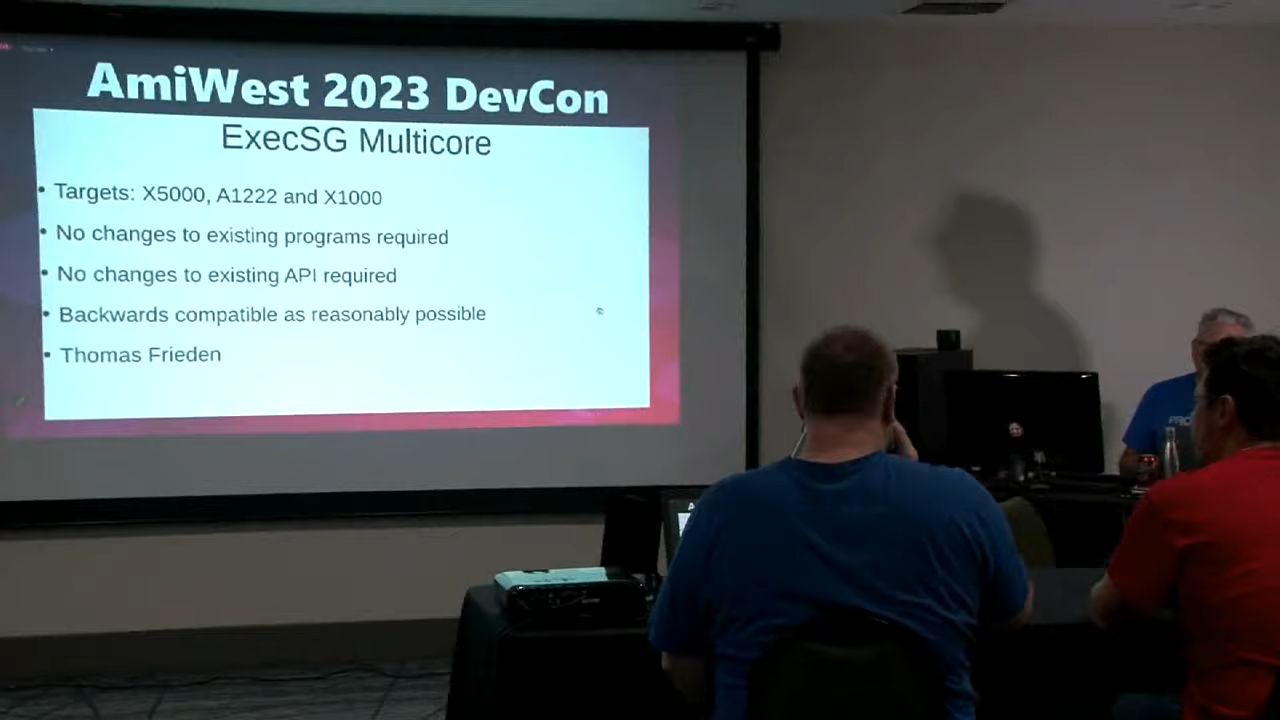 AmiWest 2023 DevCon
ExecSG Multicore
• Targets: X5000, A1222 and X1000
• No changes to existing programs required
• No changes to existing API required
• Backwards compatible as reasonably possible
• Thomas Frieden